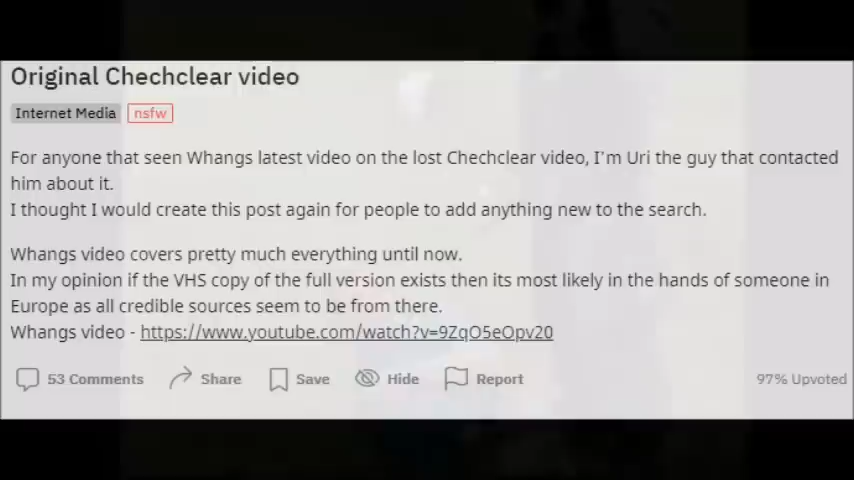 Original Chechclear video
Internet Media nsfw
For anyone that seen Whangs latest video on the lost Chechclear video, I'm Uri the guy that contacted
him about it.
I thought I would create this post again for people to add anything new to the search.
Whangs video covers pretty much everything until now.
In my opinion if the VHS copy of the full version exists then its most likely in the hands of someone in
Europe as all credible sources seem to be from there.
Whangs video - https://www.youtube.com/watch?v=9ZqO5eOpv20
53 Comments Share Save Hide Report 97% Upvoted